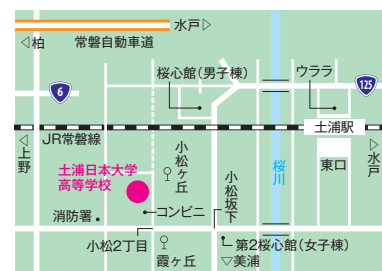 水戸▷
◁柏
常磐自動車道
6
桜心館(男子棟)
ウララ
125
土浦駅
JR常磐線
◁上野
土浦日本大学
高等学校
小松ヶ丘
小松坂下
桜川
東口
水戸▷
消防署
コンビニ
小松2丁目
霞ヶ丘
第2桜心館(女子棟)
▽美浦